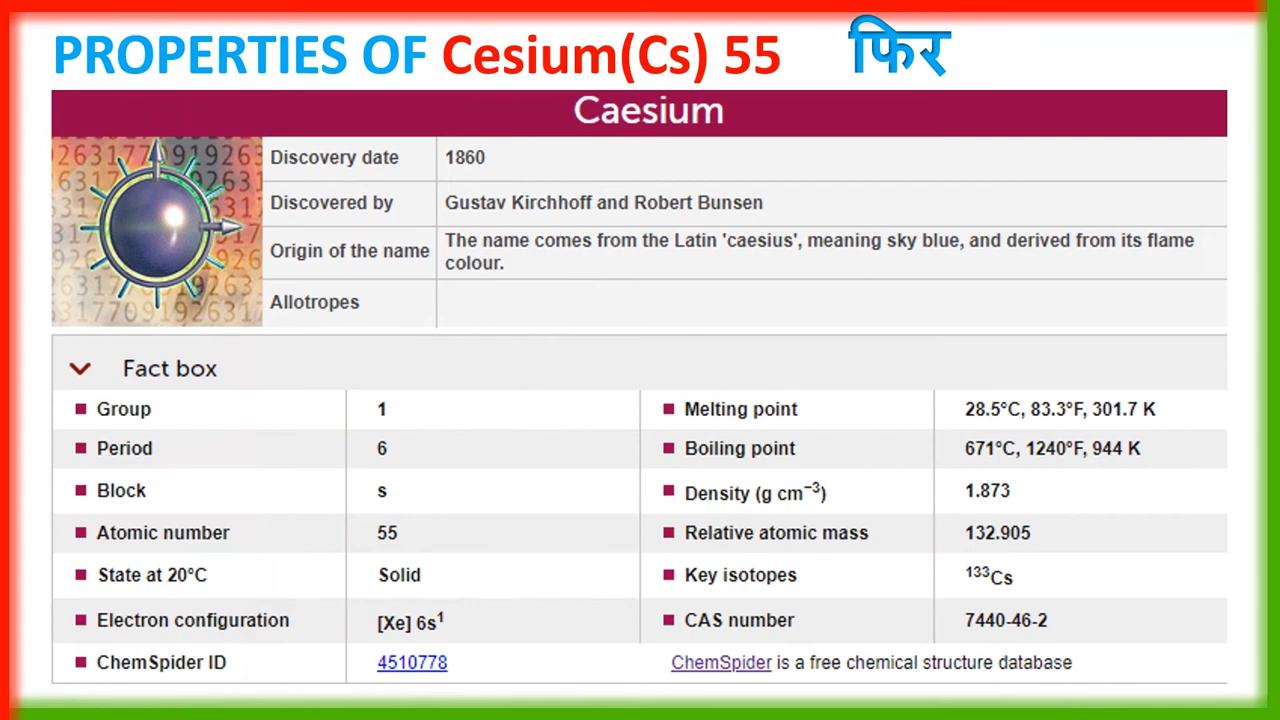 PROPERTIES OF Cesium(Cs) 55 फिर
Caesium
Discovery date 1860
Discovered by Gustav Kirchhoff and Robert Bunsen
Origin of the name The name comes from the Latin 'caesius', meaning sky blue, and derived from its flame
colour.
Allotropes
Fact box
Group 1 Melting point 28.5°C, 83.3°F, 301.7 K
Period 6 Boiling point 671°C, 1240°F, 944 K
Block s Density (g cm⁻³) 1.873
Atomic number 55 Relative atomic mass 132.905
State at 20°C Solid Key isotopes ¹³³Cs
Electron configuration [Xe] 6s¹ CAS number 7440-46-2
ChemSpider ID 4510778 ChemSpider is a free chemical structure database